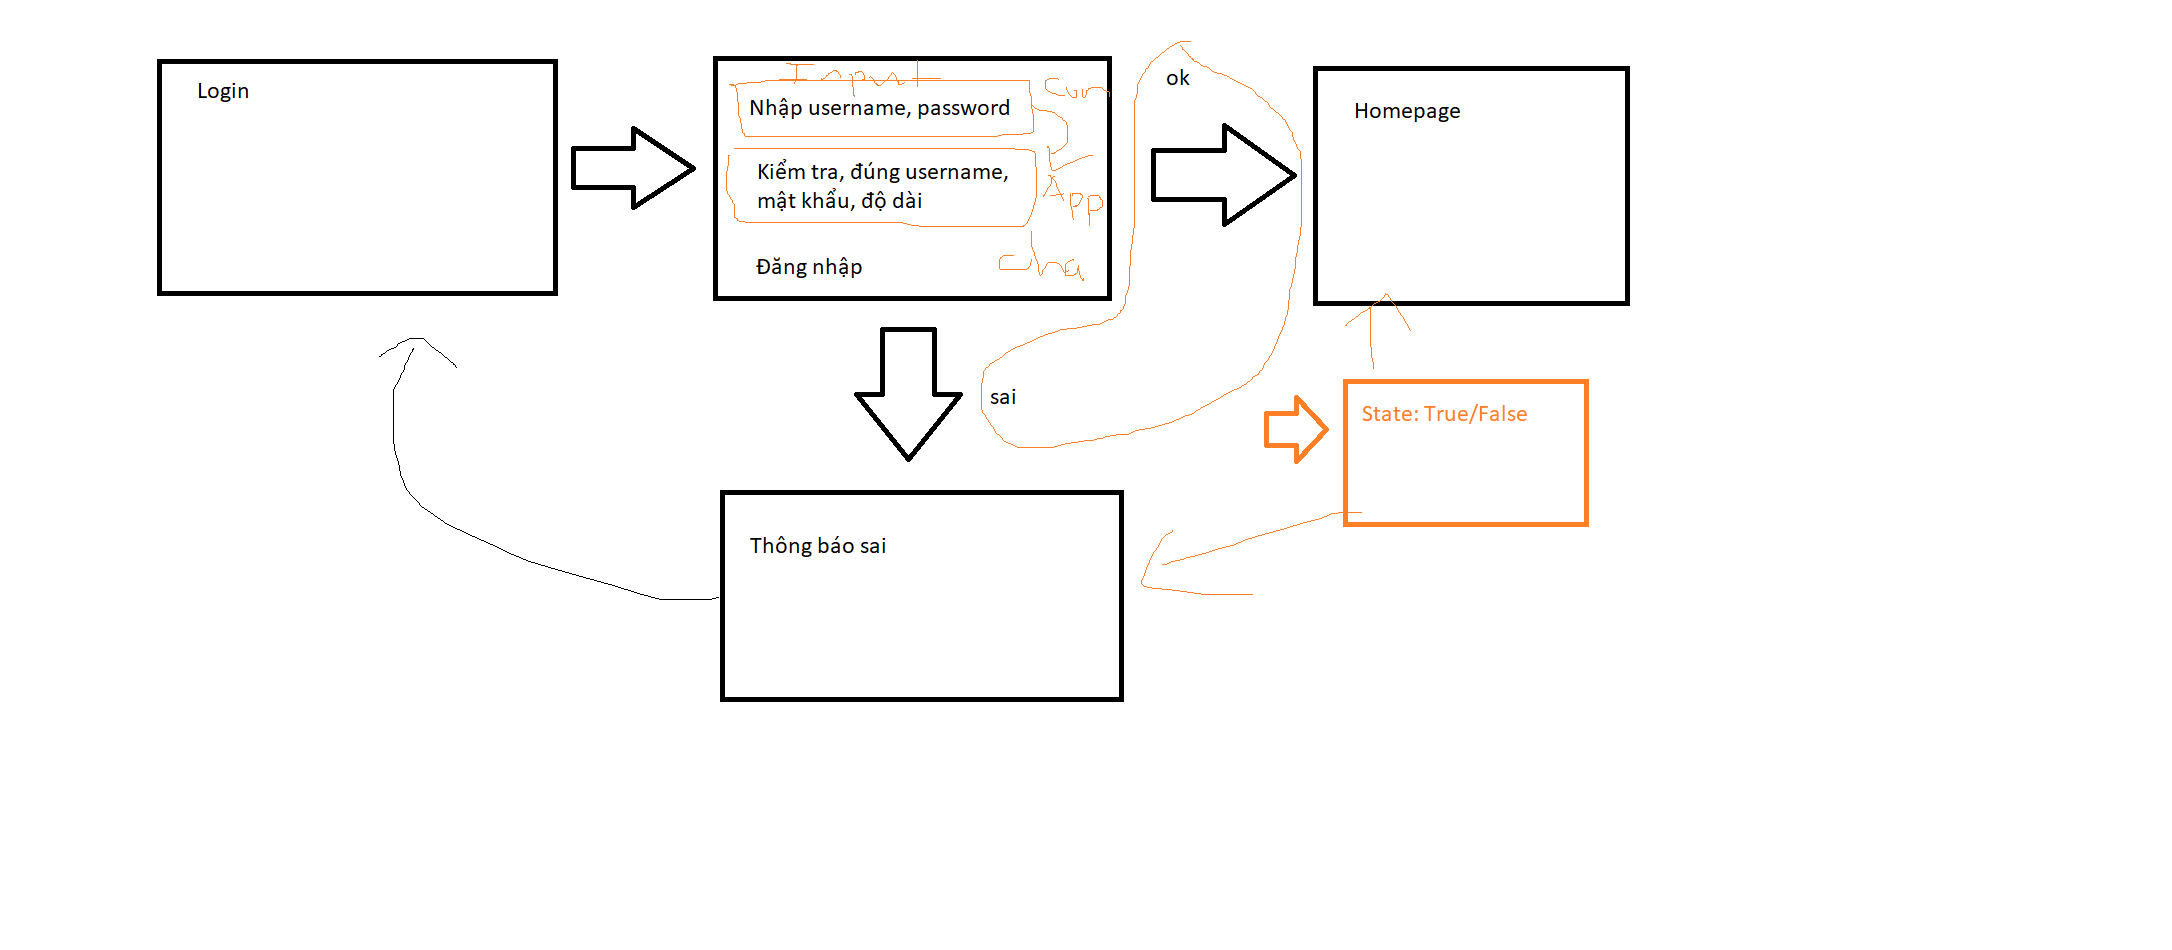 Login
Input
Nhập username, password
Con
Kiểm tra, đúng username,
mật khẩu, độ dài
App
cha
Đăng nhập
ok
Homepage
sai
State: True/False
Thông báo sai